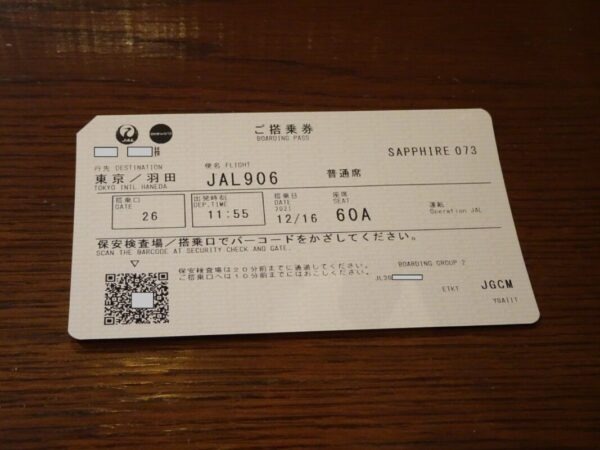 JAL oneworld
様
ご搭乗券
BOARDING PASS
SAPPHIRE 073
行先 DESTINATION
便名 FLIGHT
東京/羽田
TOKYO INTL HANEDA
JAL906
普通席
搭乗口
GATE
26
出発時刻
DEP.TIME
11:55
搭乗日
DATE
2021
12/16
座席
SEAT
60A
運航
Operation JAL
保安検査場/搭乗口でバーコードをかざしてください。
SCAN THE BARCODE AT SECURITY CHECK AND GATE.
保安検査場は20分前までに通過してください。
ご搭乗口へは10分前までにはおこしください。
BOARDING GROUP 2
JL30
ETKT
JGCM